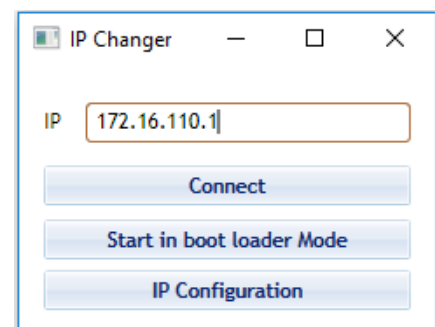 IP Changer
IP 172.16.110.1
Connect
Start in boot loader Mode
IP Configuration